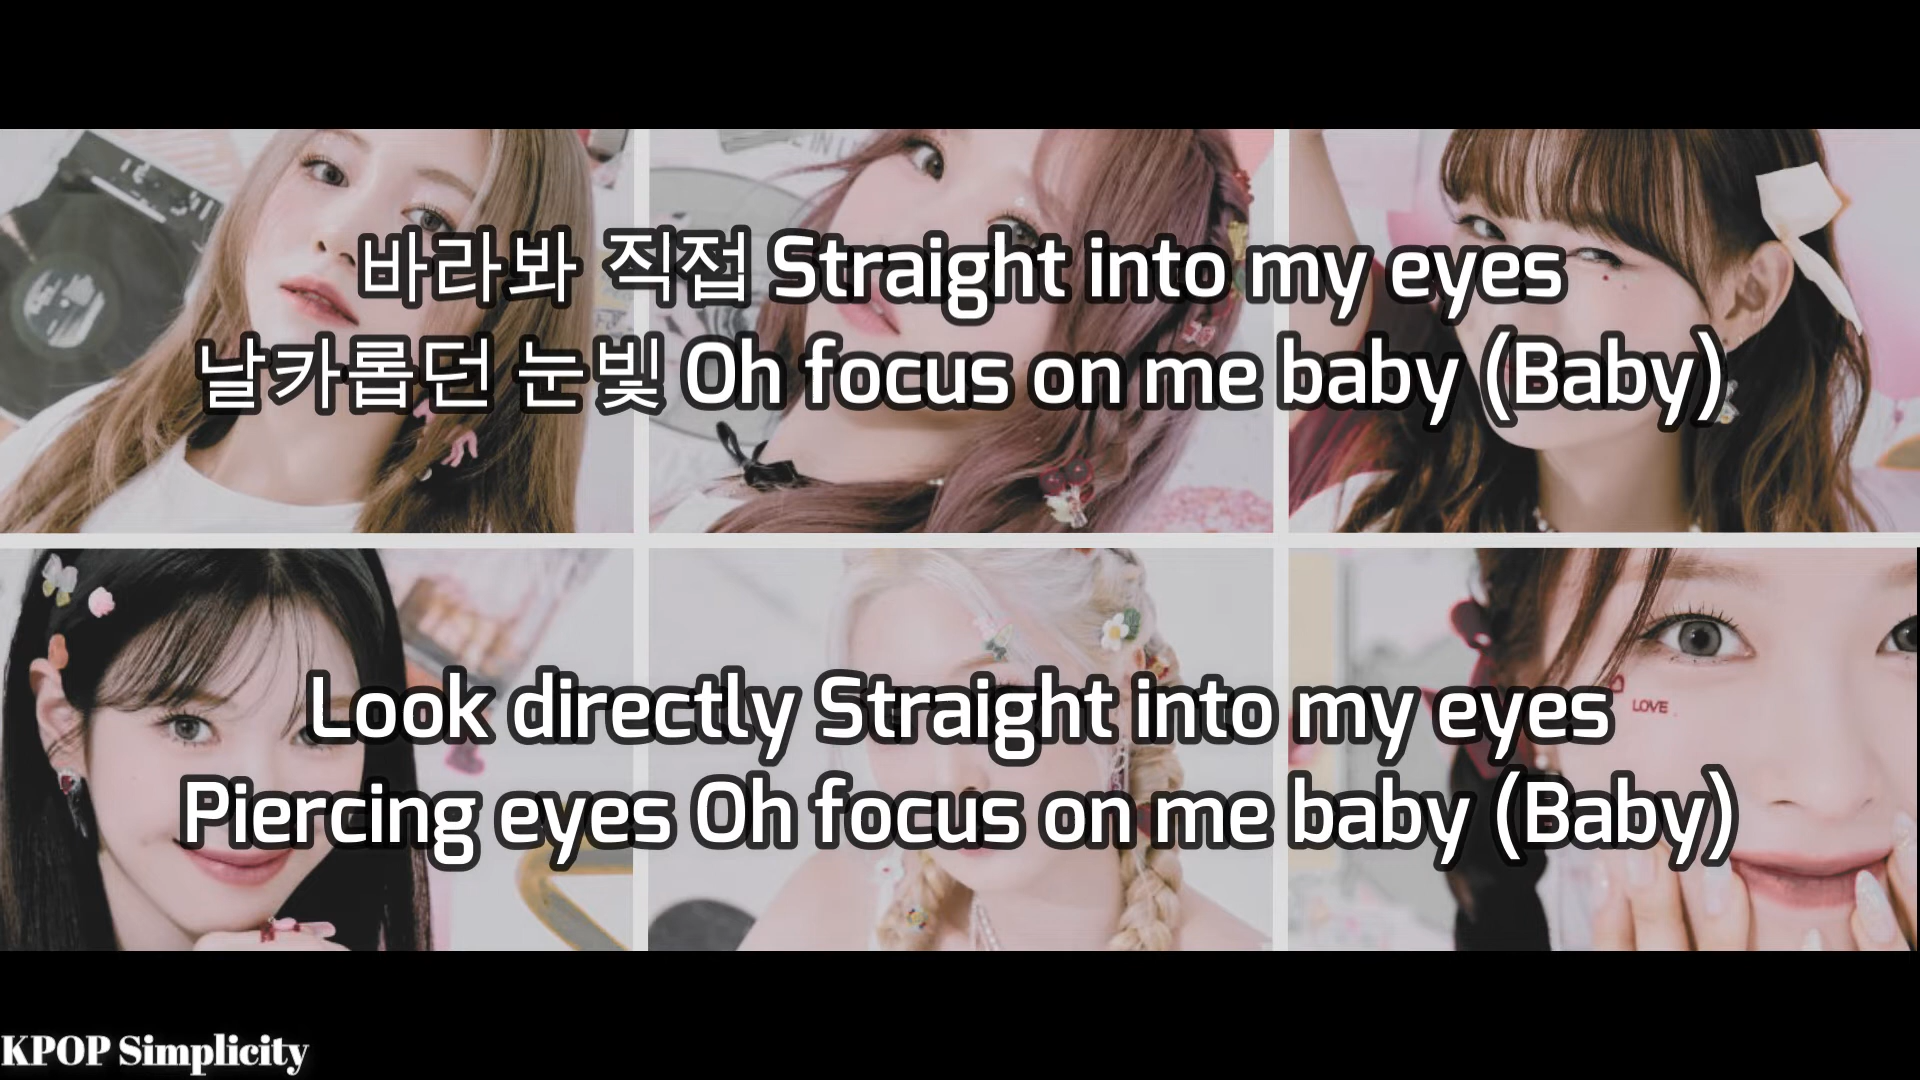 바라봐 직접 Straight into my eyes
날카롭던 눈빛 Oh focus on me baby (Baby)
LOVE
Look directly Straight into my eyes
Piercing eyes Oh focus on me baby (Baby)
KPOP Simplicity